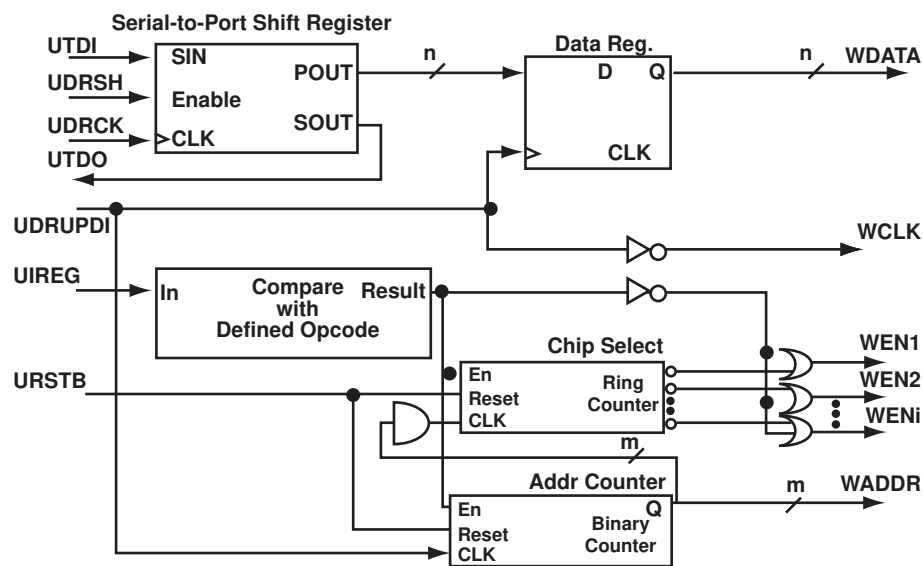 Serial-to-Port Shift Register
UTDI
SIN
UDRSH
Enable
UDRCK
CLK
UTDO
POUT
SOUT
n
Data Reg.
D Q
CLK
n
WDATA
UDRUPDI
WCLK
UIREG
In
Compare
with
Defined Opcode
Result
Chip Select
En
Reset
CLK
Ring
Counter
WEN1
WEN2
WENi
URSTB
m
Addr Counter
En
Reset
CLK
Q
Binary
Counter
m
WADDR